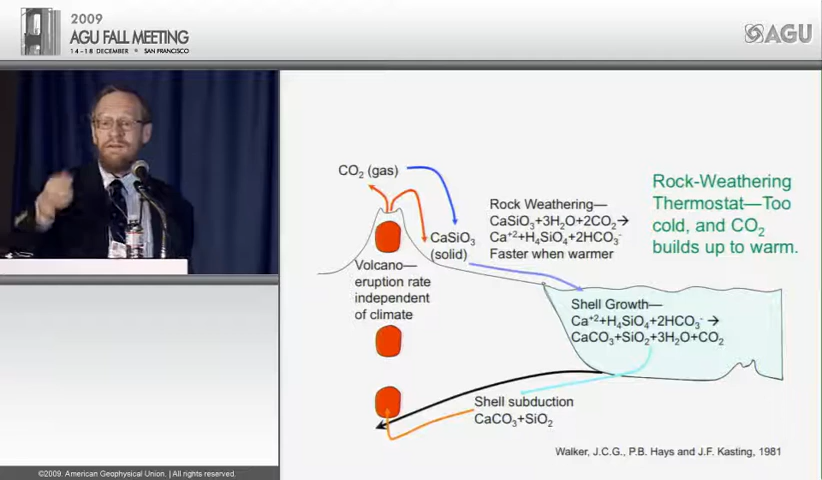 2009
AGU FALL MEETING
14-18 DECEMBER • SAN FRANCISCO
AGU
CO₂ (gas)
Rock Weathering—
CaSiO₃+3H₂O+2CO₂→
Ca⁺²+H₄SiO₄+2HCO₃⁻
Faster when warmer
Rock-Weathering
Thermostat—Too
cold, and CO₂
builds up to warm.
CaSiO₃
(solid)
Volcano—
eruption rate
independent
of climate
Shell Growth—
Ca⁺²+H₄SiO₄+2HCO₃⁻→
CaCO₃+SiO₂+3H₂O+CO₂
Shell subduction
CaCO₃+SiO₂
Walker, J.C.G., P.B. Hays and J.F. Kasting, 1981
©2009. American Geophysical Union. | All rights reserved.